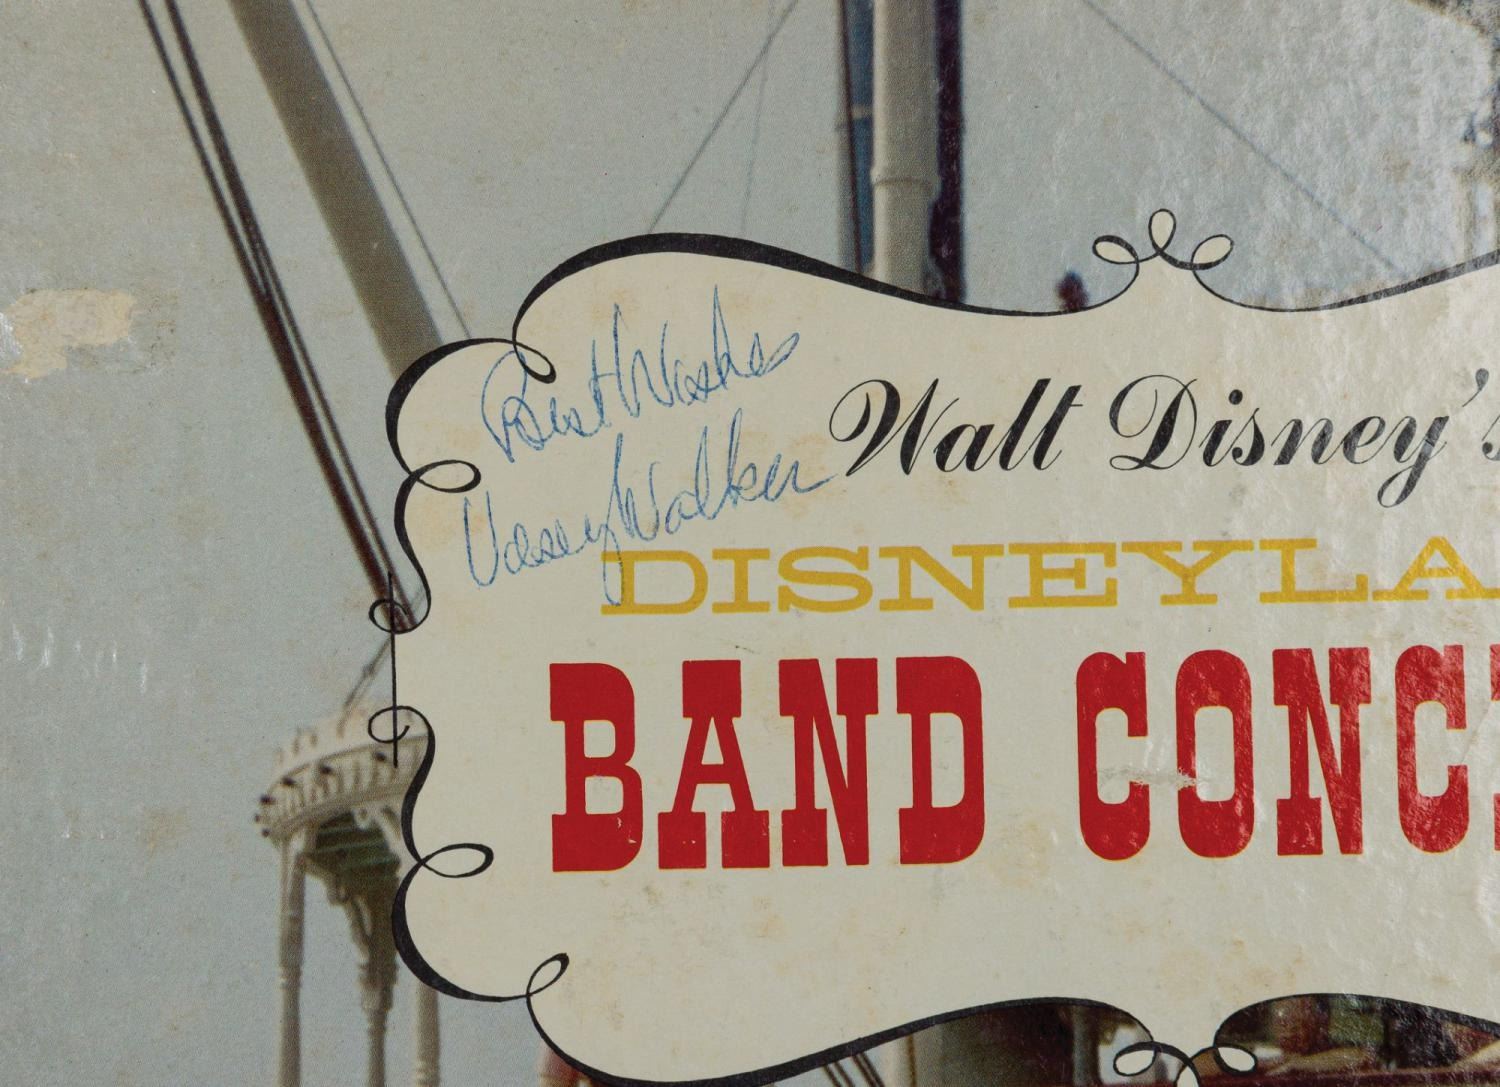 Best Wishes
Vesey Walker
Walt Disney's
DISNEYLA
BAND CONC